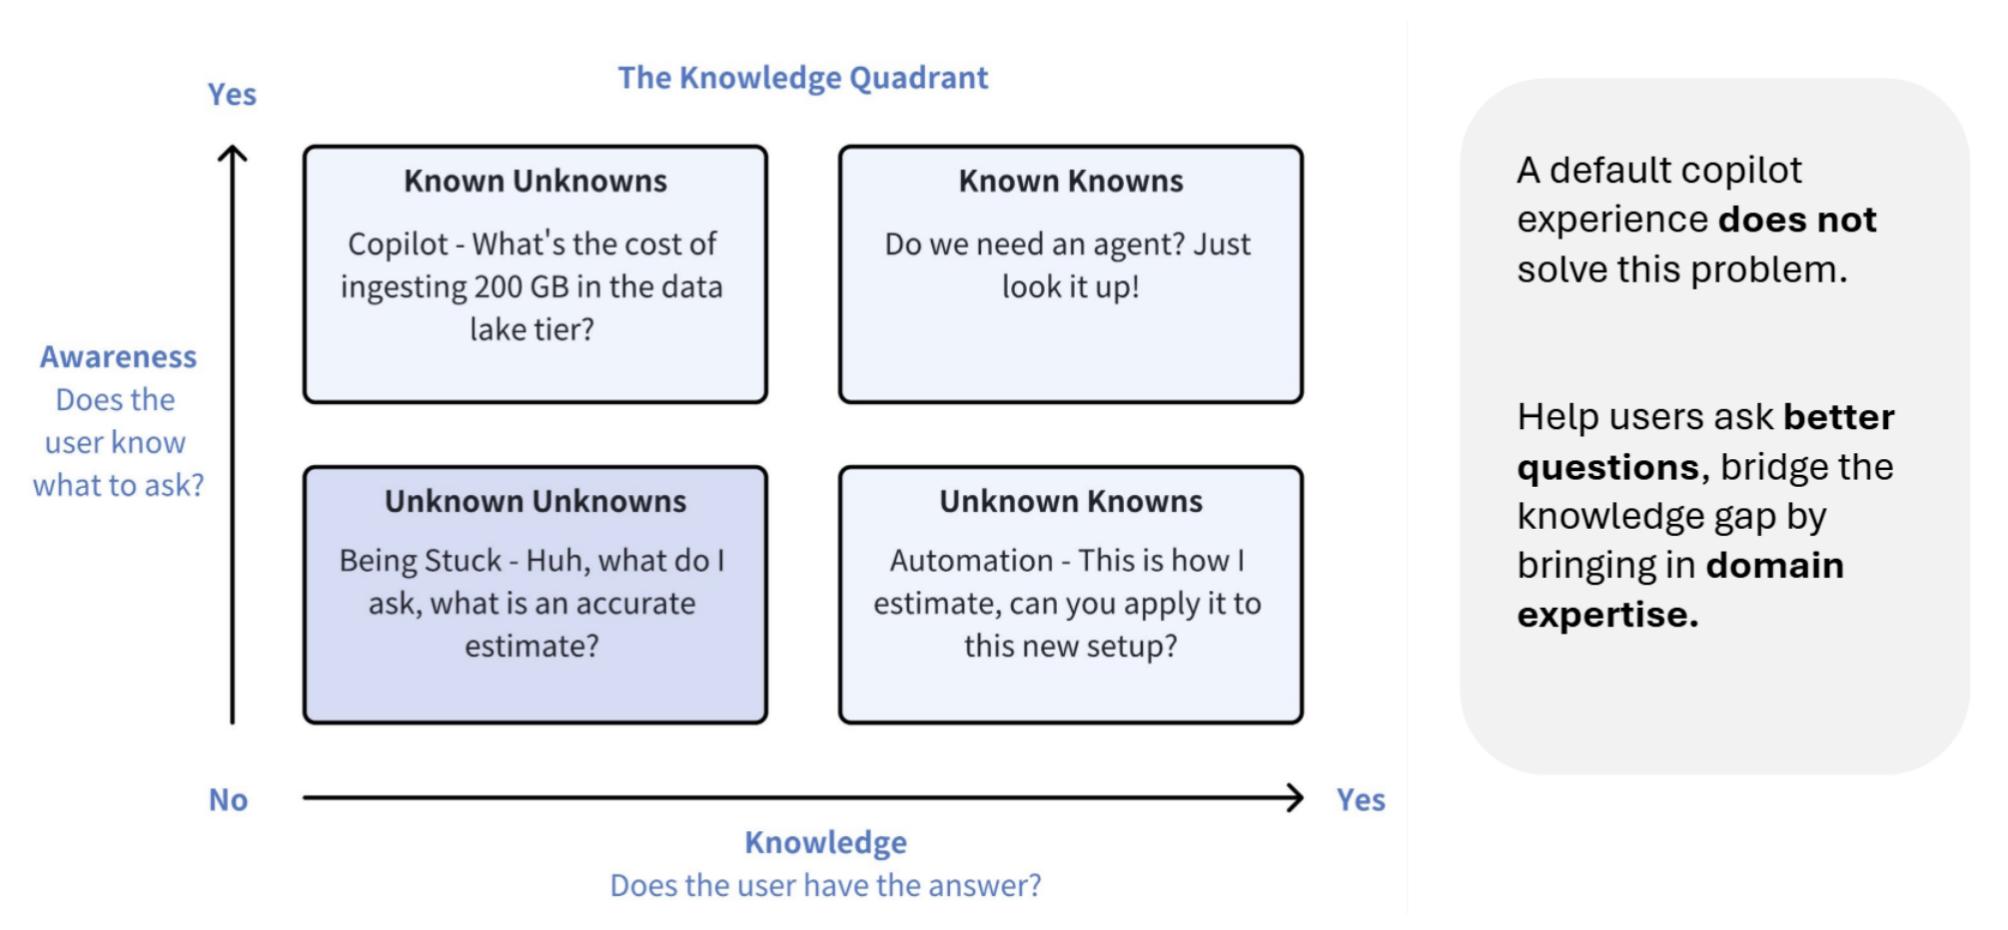 The Knowledge Quadrant
Yes
Awareness
Does the
user know
what to ask?
Known Unknowns
Copilot - What's the cost of
ingesting 200 GB in the data
lake tier?
Known Knowns
Do we need an agent? Just
look it up!
Unknown Unknowns
Being Stuck - Huh, what do I
ask, what is an accurate
estimate?
Unknown Knowns
Automation - This is how I
estimate, can you apply it to
this new setup?
No
Yes
Knowledge
Does the user have the answer?
A default copilot
experience does not
solve this problem.
Help users ask better
questions, bridge the
knowledge gap by
bringing in domain
expertise.